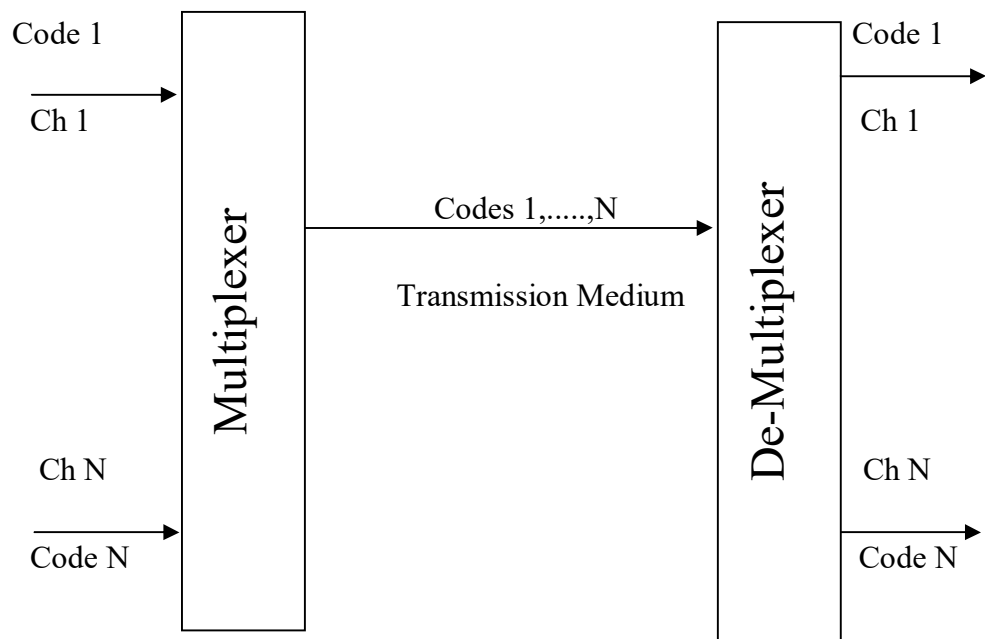 Code 1
Ch 1
Multiplexer
Ch N
Code N
Codes 1,.....,N
Transmission Medium
De-Multiplexer
Code 1
Ch 1
Ch N
Code N